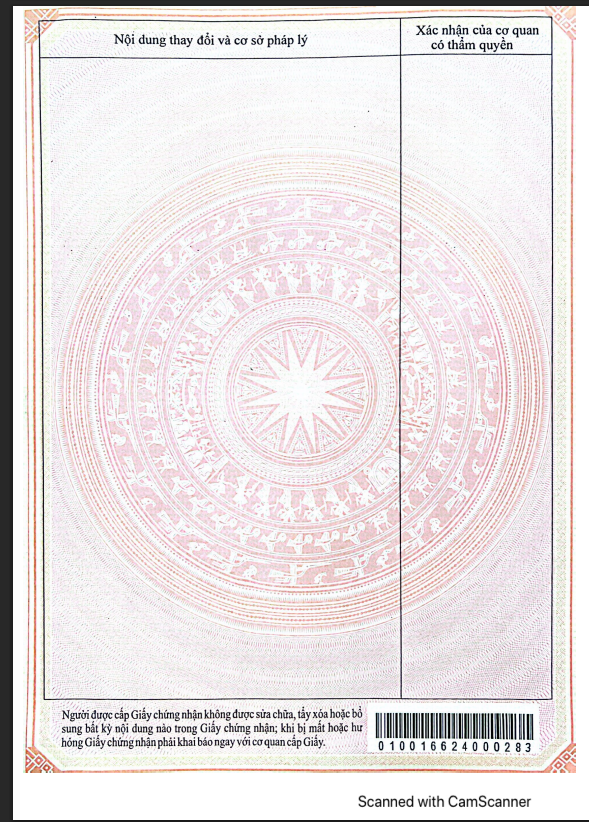 Nội dung thay đổi và cơ sở pháp lý
Xác nhận của cơ quan
có thẩm quyền
Người được cấp Giấy chứng nhận không được sửa chữa, tẩy xóa hoặc bổ
sung bất kỳ nội dung nào trong Giấy chứng nhận; khi bị mất hoặc hư
hỏng Giấy chứng nhận phải khai báo ngay với cơ quan cấp Giấy.
010016624000283
Scanned with CamScanner